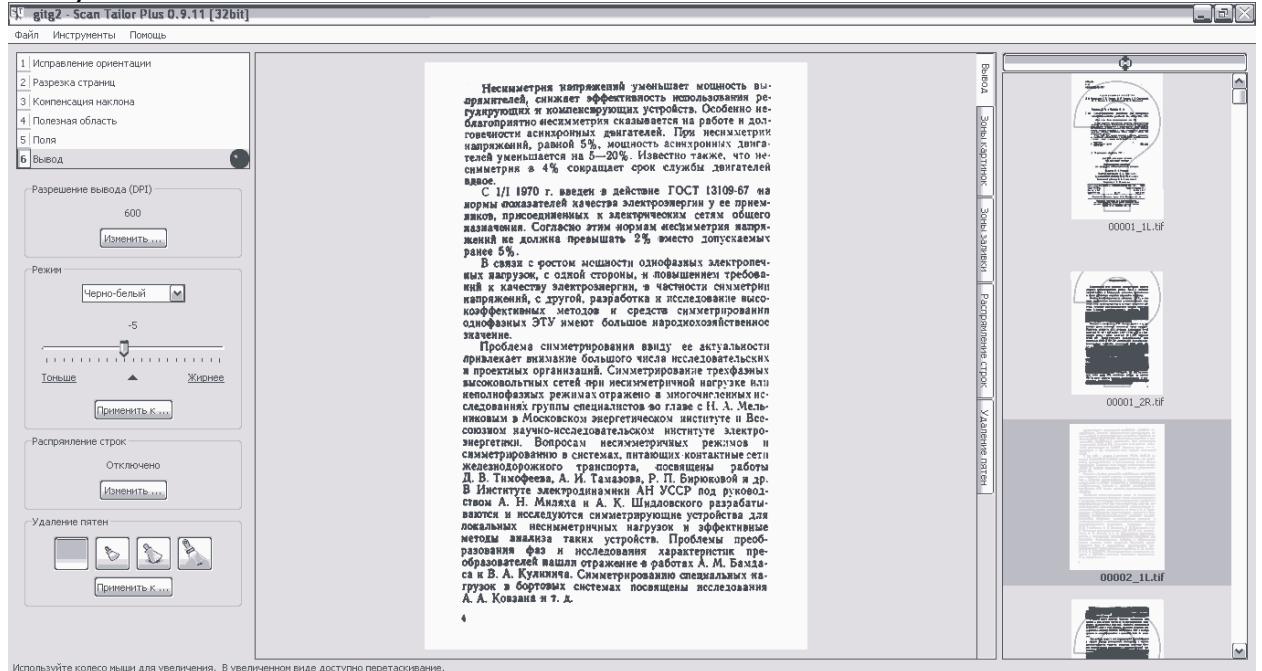 gitg2 - Scan Tailor Plus 0.9.11 [32bit]
Файл Инструменты Помощь
1 Исправление ориентации
2 Разрезка страниц
3 Компенсация наклона
4 Полезная область
5 Поля
6 Вывод
Разрешение вывода (DPI)
600
Изменить ...
Режим
Черно-белый
-5
Тоньше Жирнее
Применить к ...
Распрямление строк
Отключено
Изменить ...
Удаление пятен
Применить к ...
Несимметрия напряжений уменьшает мощность вы-
прямителей, снижает эффективность использования ре-
гулирующих и компенсирующих устройств. Особенно не-
благоприятно несимметрия сказывается на работе и дол-
говечности асинхронных двигателей. При несимметрии
напряжений, равной 5%, мощность асинхронных двига-
телей уменьшается на 5—20%. Известно также, что не-
симметрия в 4% сокращает срок службы двигателей
вдвое.
С 1/I 1970 г. введен в действие ГОСТ 13109-67 на
нормы показателей качества электроэнергии у ее прием-
ников, присоединенных к электрическим сетям общего
назначения. Согласно этим нормам несимметрия напря-
жений не должна превышать 2% вместо допускаемых
ранее 5%.
В связи с ростом мощности однофазных электропеч-
ных нагрузок, с одной стороны, и повышением требова-
ний к качеству электроэнергии, в частности симметрии
напряжений, с другой, разработка и исследование высо-
коэффективных методов и средств симметрирования
однофазных ЭТУ имеют большое народнохозяйственное
значение.
Проблема симметрирования ввиду ее актуальности
привлекает внимание большого числа исследовательских
и проектных организаций. Симметрирование трехфазных
высоковольтных сетей при несимметричной нагрузке или
неполнофазных режимах отражено в многочисленных ис-
следованиях группы специалистов во главе с Н. А. Мель-
никовым в Московском энергетическом институте и Все-
союзном научно-исследовательском институте электро-
энергетики. Вопросам несимметричных режимов и
симметрированию в системах, питающих контактные сети
железнодорожного транспорта, посвящены работы
Д. В. Тимофеева, А. И. Тамазова, Р. П. Бирюковой и др.
В Институте электродинамики АН УССР под руковод-
ством А. Н. Миляха и А. К. Шидловского разрабаты-
ваются и исследуются симметрирующие устройства для
локальных несимметричных нагрузок и эффективные
методы анализа таких устройств. Проблемы преоб-
разования фаз и исследования характеристик пре-
образователей нашли отражение в работах А. М. Бамда-
са и В. А. Кулинича. Симметрированию специальных на-
грузок в бортовых системах посвящены исследования
А. А. Ковзана и т. д.
4
Вывод
Зоны картинок
Зоны заливки
Распрямление строк
Удаление пятен
00001_1L.tif
00001_2R.tif
00002_1L.tif
Используйте колесо мыши для увеличения. В увеличенном виде доступно перетаскивание.